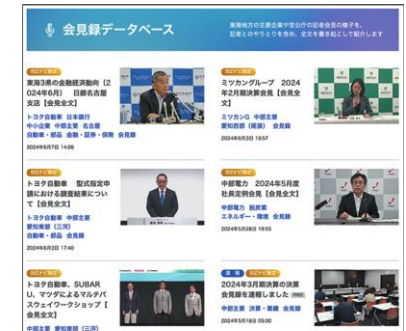 会見録データベース
東海地方の主要企業や官公庁の記者会見の様子を、
記者とのやりとりを含め、全文を書き起こして紹介します
BIZナビ限定
東海3県の金融経済動向（2
024年6月） 日銀名古屋
支店【会見全文】
トヨタ自動車 日本銀行
中小企業 中部主要 名古屋
自動車・部品 金融・証券・保険 会見録
2024年6月7日 14:08
BIZナビ限定
ミツカングループ 2024
年2月期決算会見【会見全
文】
ミツカンG 中部主要
愛知西部（尾張） 会見録
2024年6月3日 18:57
BIZナビ限定
トヨタ自動車 型式指定申
請における調査結果につい
て【会見全文】
トヨタ自動車 中部主要
愛知東部（三河）
自動車・部品 会見録
2024年6月3日 17:40
BIZナビ限定
中部電力 2024年5月度
社長定例会見【会見全文】
中部電力 脱炭素
エネルギー・環境 会見録
2024年5月28日 19:55
BIZナビ限定
トヨタ自動車、SUBAR
U、マツダによるマルチパ
スウェイワークショップ【
会見全文】
中部主要 愛知東部（三河）
速報 BIZナビ限定
2024年3月期決算の決算
会見録を速報しました
中部主要 決算・業績 会見録
2024年5月18日 05:00